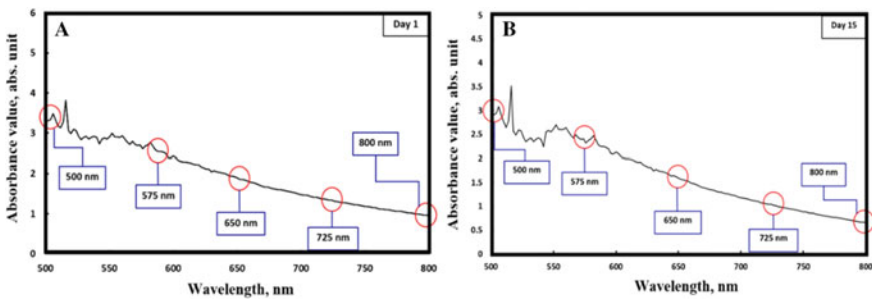 A
Day 1
Absorbance value, abs. unit
6
5
4
3
2
1
0
500 nm
575 nm
650 nm
725 nm
800 nm
500 550 600 650 700 750 800
Wavelength, nm
B
Day 15
Absorbance value, abs. unit
5
4.5
4
3.5
3
2.5
2
1.5
1
0.5
0
500 nm
575 nm
650 nm
725 nm
800 nm
500 550 600 650 700 750 800
Wavelength, nm